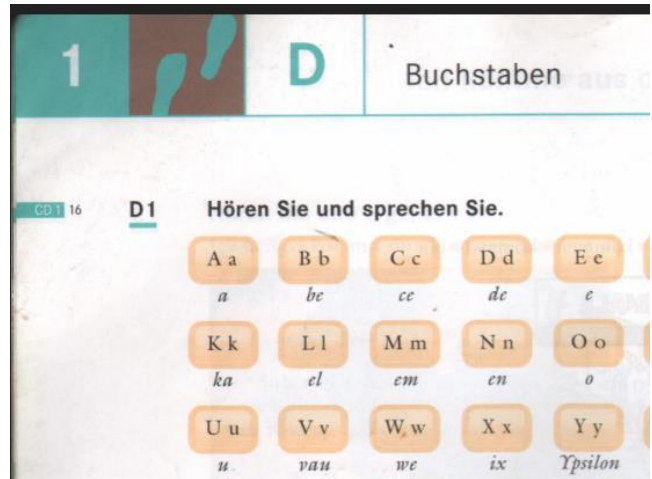 1 D Buchstaben
CD 1 16 D1 Hören Sie und sprechen Sie.
A a B b C c D d E e
a be ce de e
K k L l M m N n O o
ka el em en o
U u V v W w X x Y y
u vau we ix Ypsilon